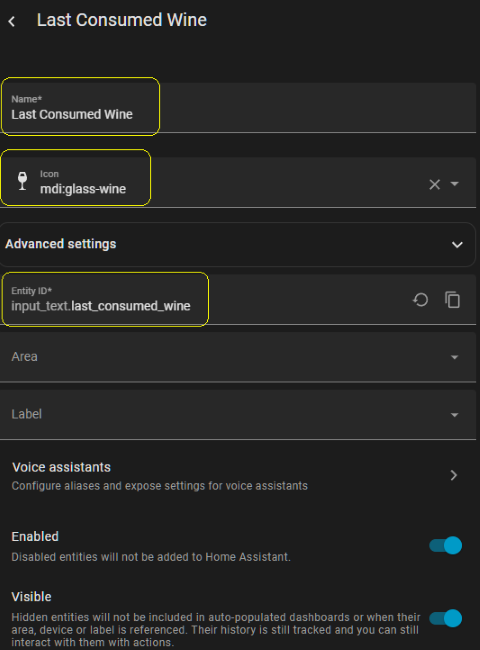 Last Consumed Wine
Name*
Last Consumed Wine
Icon
mdi:glass-wine
Advanced settings
Entity ID*
input_text.last_consumed_wine
Area
Label
Voice assistants
Configure aliases and expose settings for voice assistants
Enabled
Disabled entities will not be added to Home Assistant.
Visible
Hidden entities will not be included in auto-populated dashboards or when their
area, device or label is referenced. Their history is still tracked and you can still
interact with them with actions.